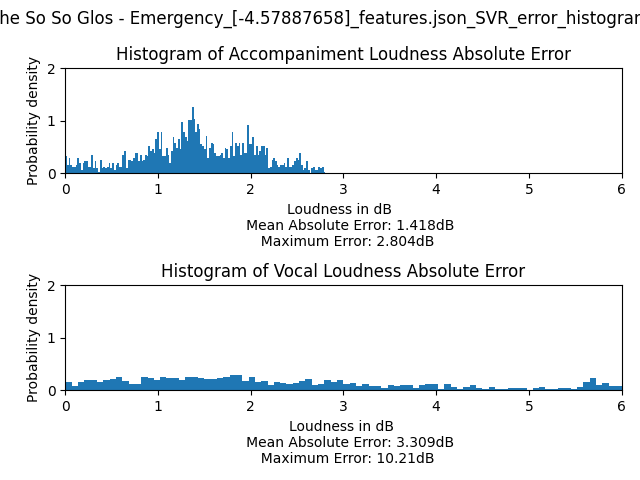 he So So Glos - Emergency_[-4.57887658]_features.json_SVR_error_histogram
Histogram of Accompaniment Loudness Absolute Error
Probability density
2
1
0
0 1 2 3 4 5 6
Loudness in dB
Mean Absolute Error: 1.418dB
Maximum Error: 2.804dB
Histogram of Vocal Loudness Absolute Error
Probability density
2
1
0
0 1 2 3 4 5 6
Loudness in dB
Mean Absolute Error: 3.309dB
Maximum Error: 10.21dB